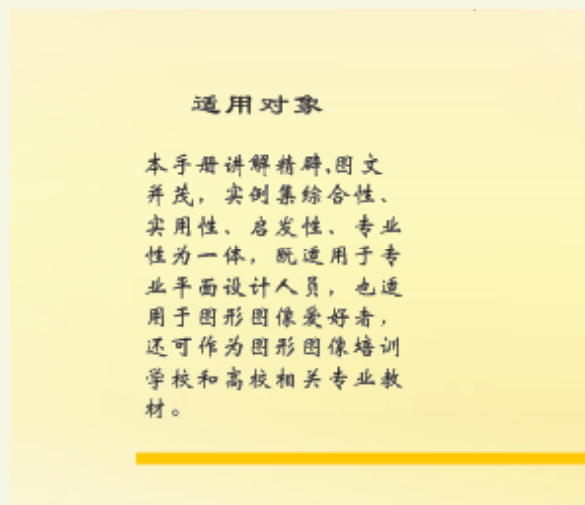 适用对象
本手册讲解精辟,图文
并茂，实例集综合性、
实用性、启发性、专业
性为一体，既适用于专
业平面设计人员，也适
用于图形图像爱好者，
还可作为图形图像培训
学校和高校相关专业教
材。